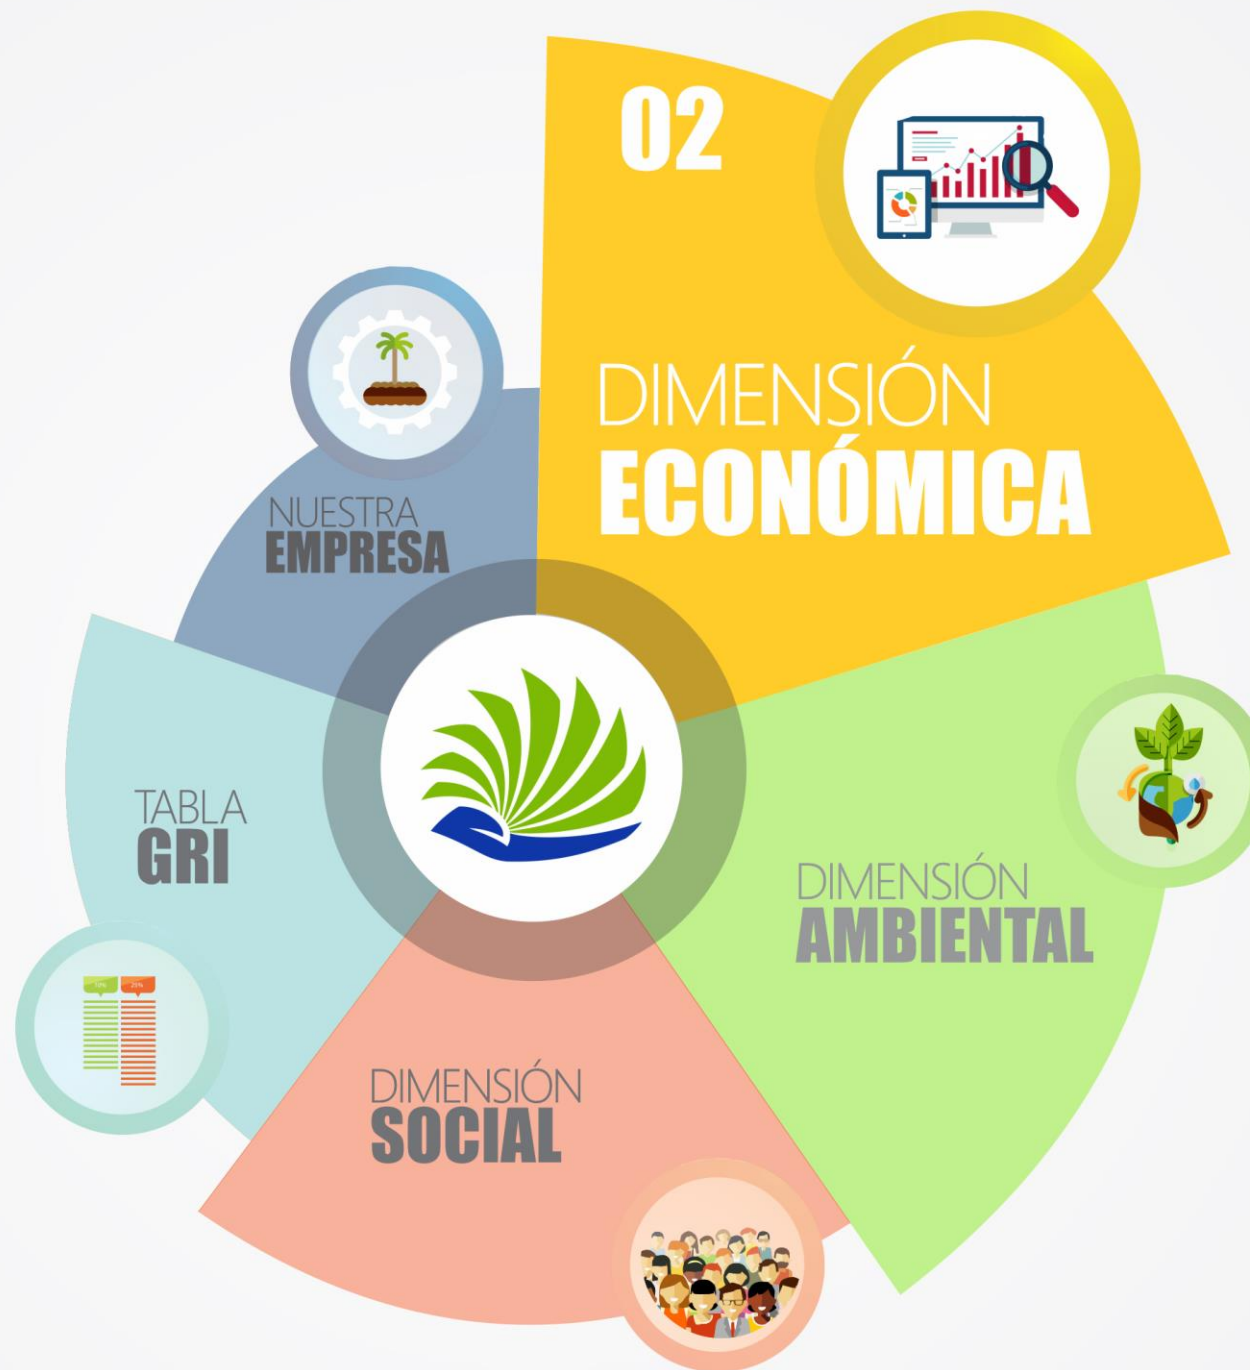 02
DIMENSIÓN
ECONÓMICA
NUESTRA
EMPRESA
TABLA
GRI
DIMENSIÓN
AMBIENTAL
DIMENSIÓN
SOCIAL